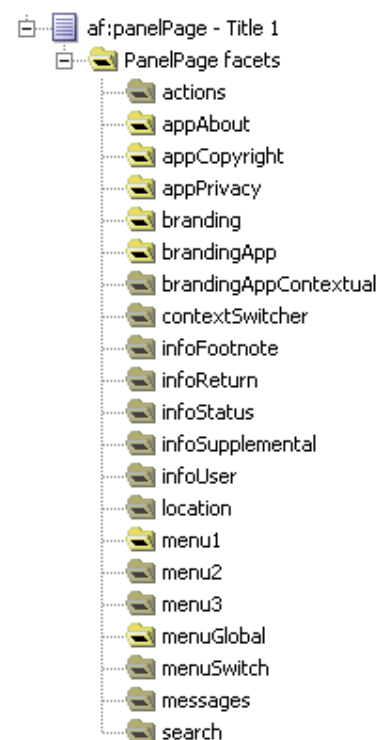 af:panelPage - Title 1
PanelPage facets
actions
appAbout
appCopyright
appPrivacy
branding
brandingApp
brandingAppContextual
contextSwitcher
infoFootnote
infoReturn
infoStatus
infoSupplemental
infoUser
location
menu1
menu2
menu3
menuGlobal
menuSwitch
messages
search